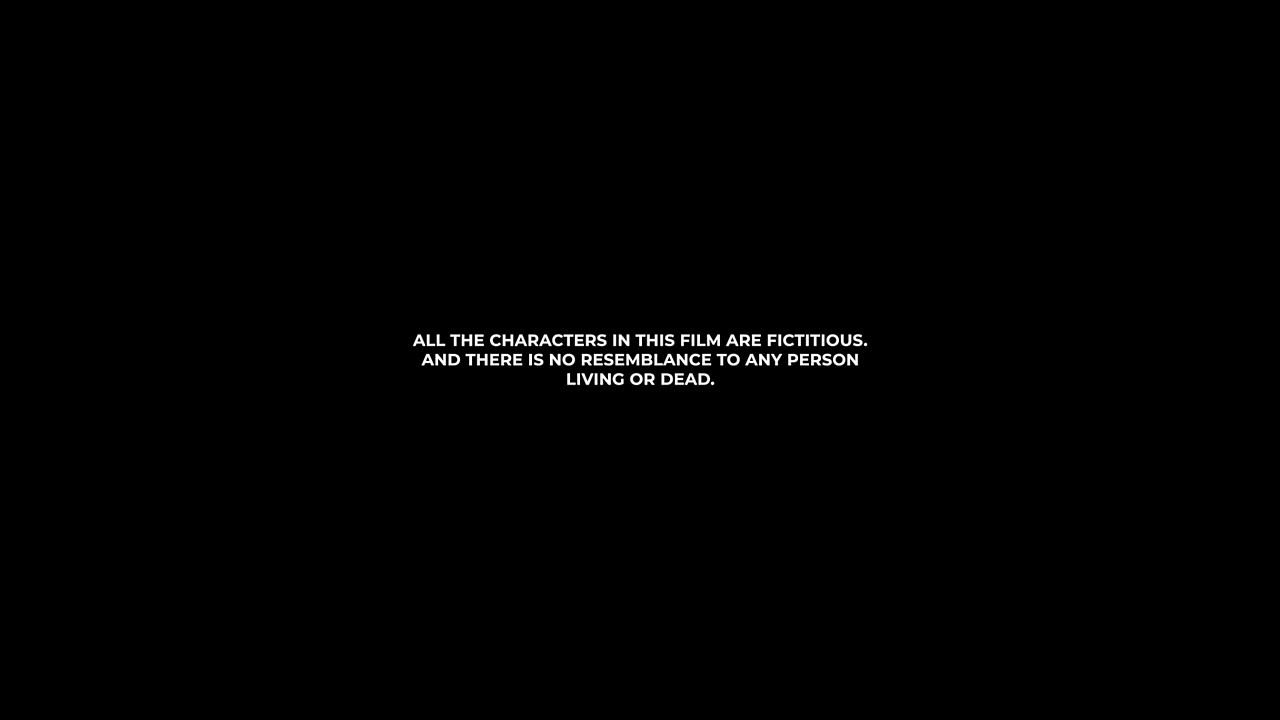 ALL THE CHARACTERS IN THIS FILM ARE FICTITIOUS.
AND THERE IS NO RESEMBLANCE TO ANY PERSON
LIVING OR DEAD.